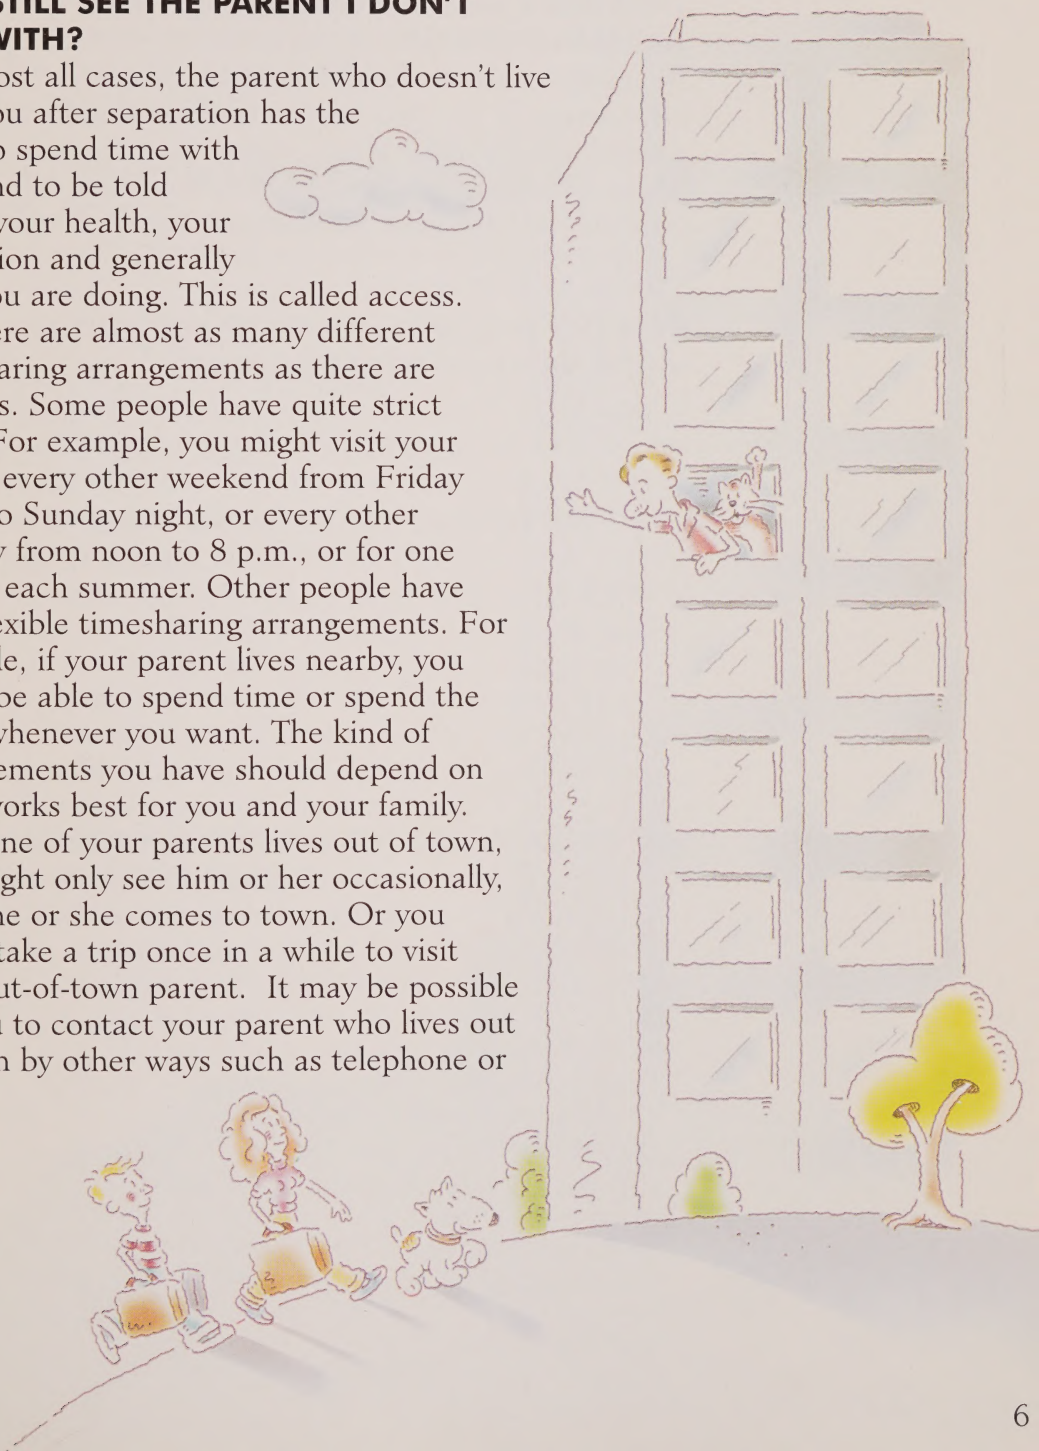 STILL SEE THE PARENT I DON'T
WITH?
ost all cases, the parent who doesn't live
ou after separation has the
o spend time with
nd to be told
your health, your
ion and generally
ou are doing. This is called access.
ere are almost as many different
aring arrangements as there are
s. Some people have quite strict
For example, you might visit your
every other weekend from Friday
o Sunday night, or every other
y from noon to 8 p.m., or for one
each summer. Other people have
exible timesharing arrangements. For
le, if your parent lives nearby, you
be able to spend time or spend the
whenever you want. The kind of
ements you have should depend on
works best for you and your family.
ne of your parents lives out of town,
ght only see him or her occasionally,
he or she comes to town. Or you
take a trip once in a while to visit
ut-of-town parent. It may be possible
u to contact your parent who lives out
n by other ways such as telephone or
6